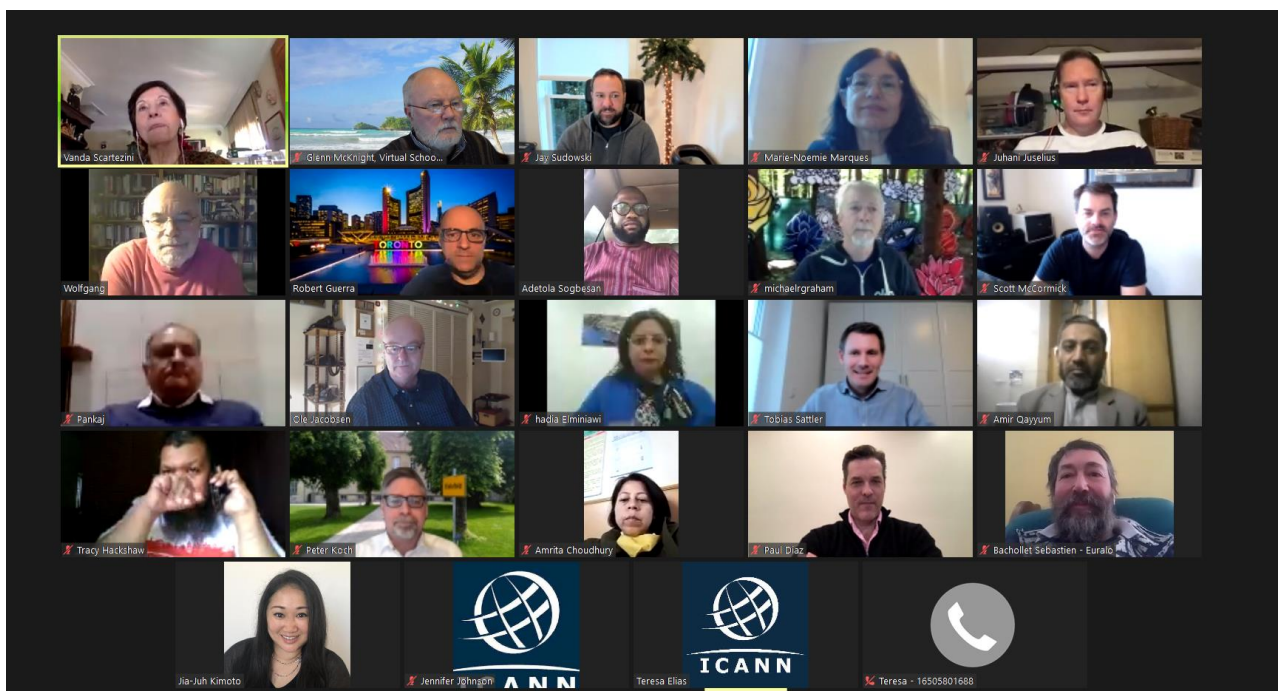 Vanda Scartezini
Glenn McKnight, Virtual Schoo...
Jay Sudowski
Marie-Noemie Marques
Juhani Juselius
TORONTO
Wolfgang
Robert Guerra
Adetola Sogbesan
michaelrgraham
Scott McCormick
Pankaj
Ole Jacobsen
hadia Elminiawi
Tobias Sattler
Amir Qayyum
Tracy Hackshaw
Peter Koch
Amrita Choudhury
Paul Diaz
Bachollet Sebastien - Euralo
ICANN
Jia-Juh Kimoto
Jennifer Johnson
Teresa Elias
Teresa - 16505801688